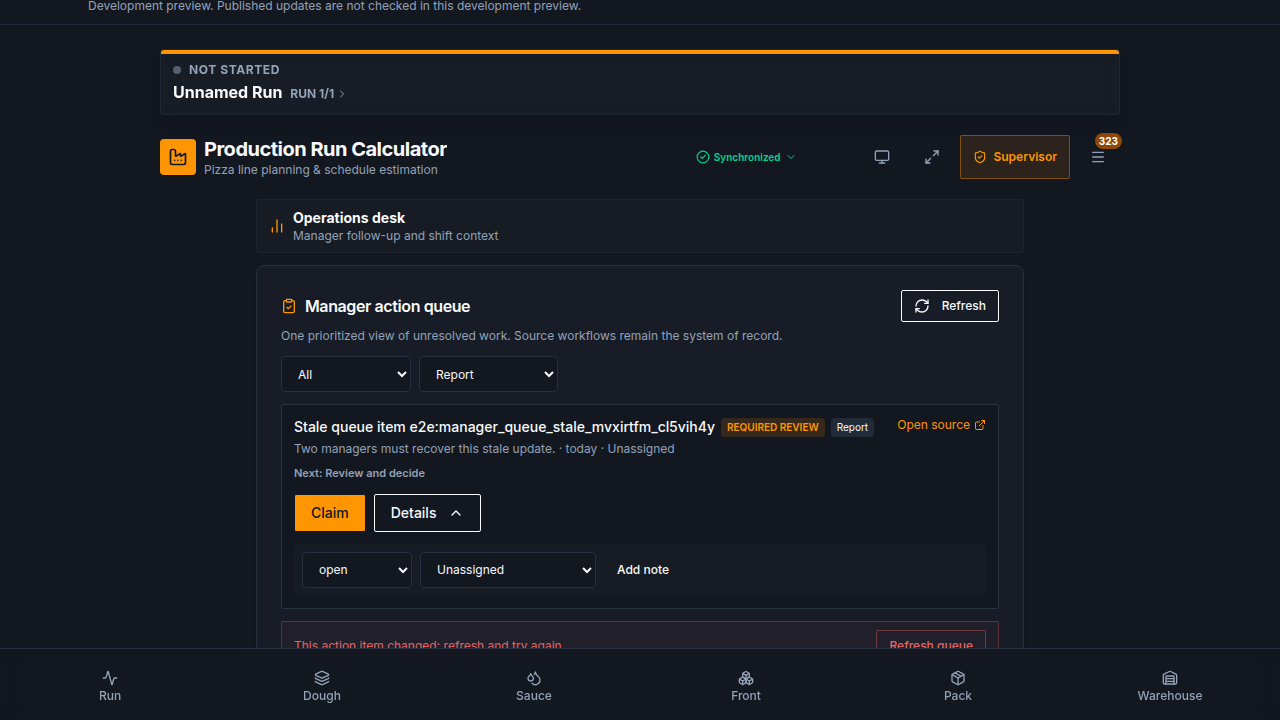 Development preview. Published updates are not checked in this development preview.
NOT STARTED
Unnamed Run RUN 1/1
Production Run Calculator
Pizza line planning & schedule estimation
Synchronized
Supervisor
323
Operations desk
Manager follow-up and shift context
Manager action queue
Refresh
One prioritized view of unresolved work. Source workflows remain the system of record.
All
Report
Stale queue item e2e:manager_queue_stale_mvxirtfm_cl5vih4y REQUIRED REVIEW Report Open source
Two managers must recover this stale update. · today · Unassigned
Next: Review and decide
Claim
Details
open
Unassigned
Add note
This action item changed; refresh and try again
Refresh queue
Run
Dough
Sauce
Front
Pack
Warehouse